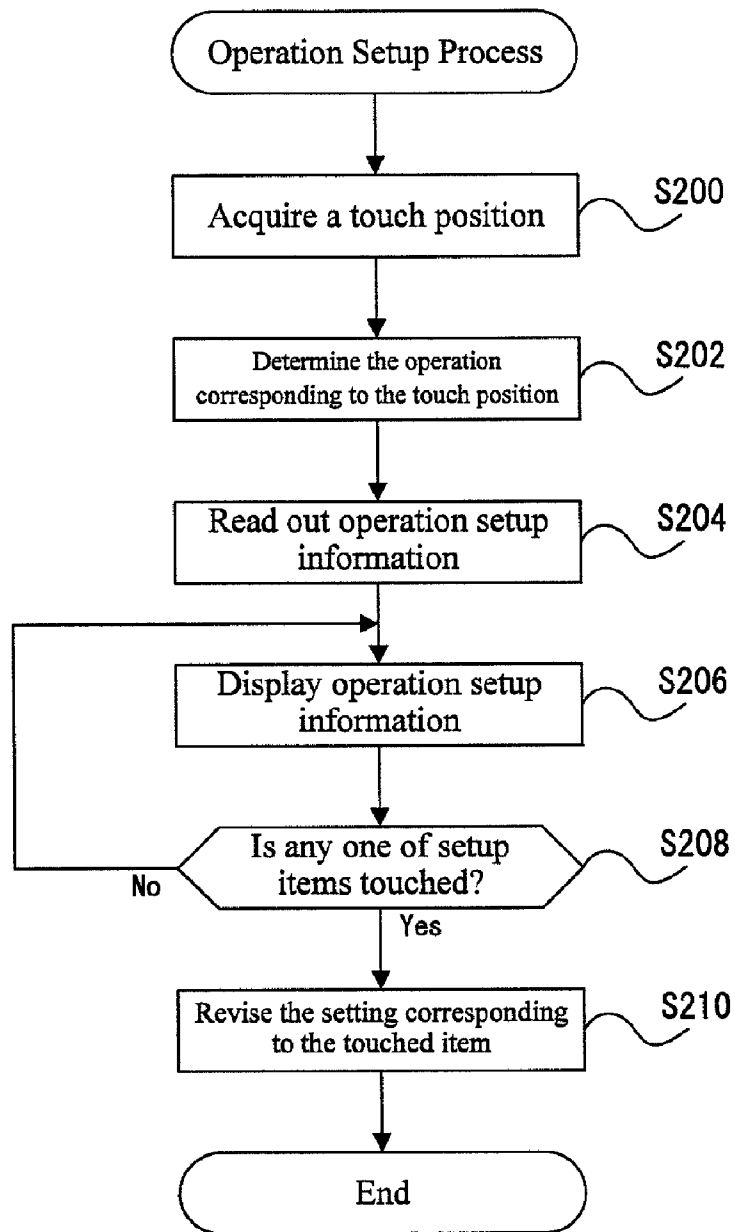 Operation Setup Process
S200
Acquire a touch position
S202
Determine the operation
corresponding to the touch position
S204
Read out operation setup
information
S206
Display operation setup
information
S208
Is any one of setup
items touched?
No
Yes
S210
Revise the setting corresponding
to the touched item
End